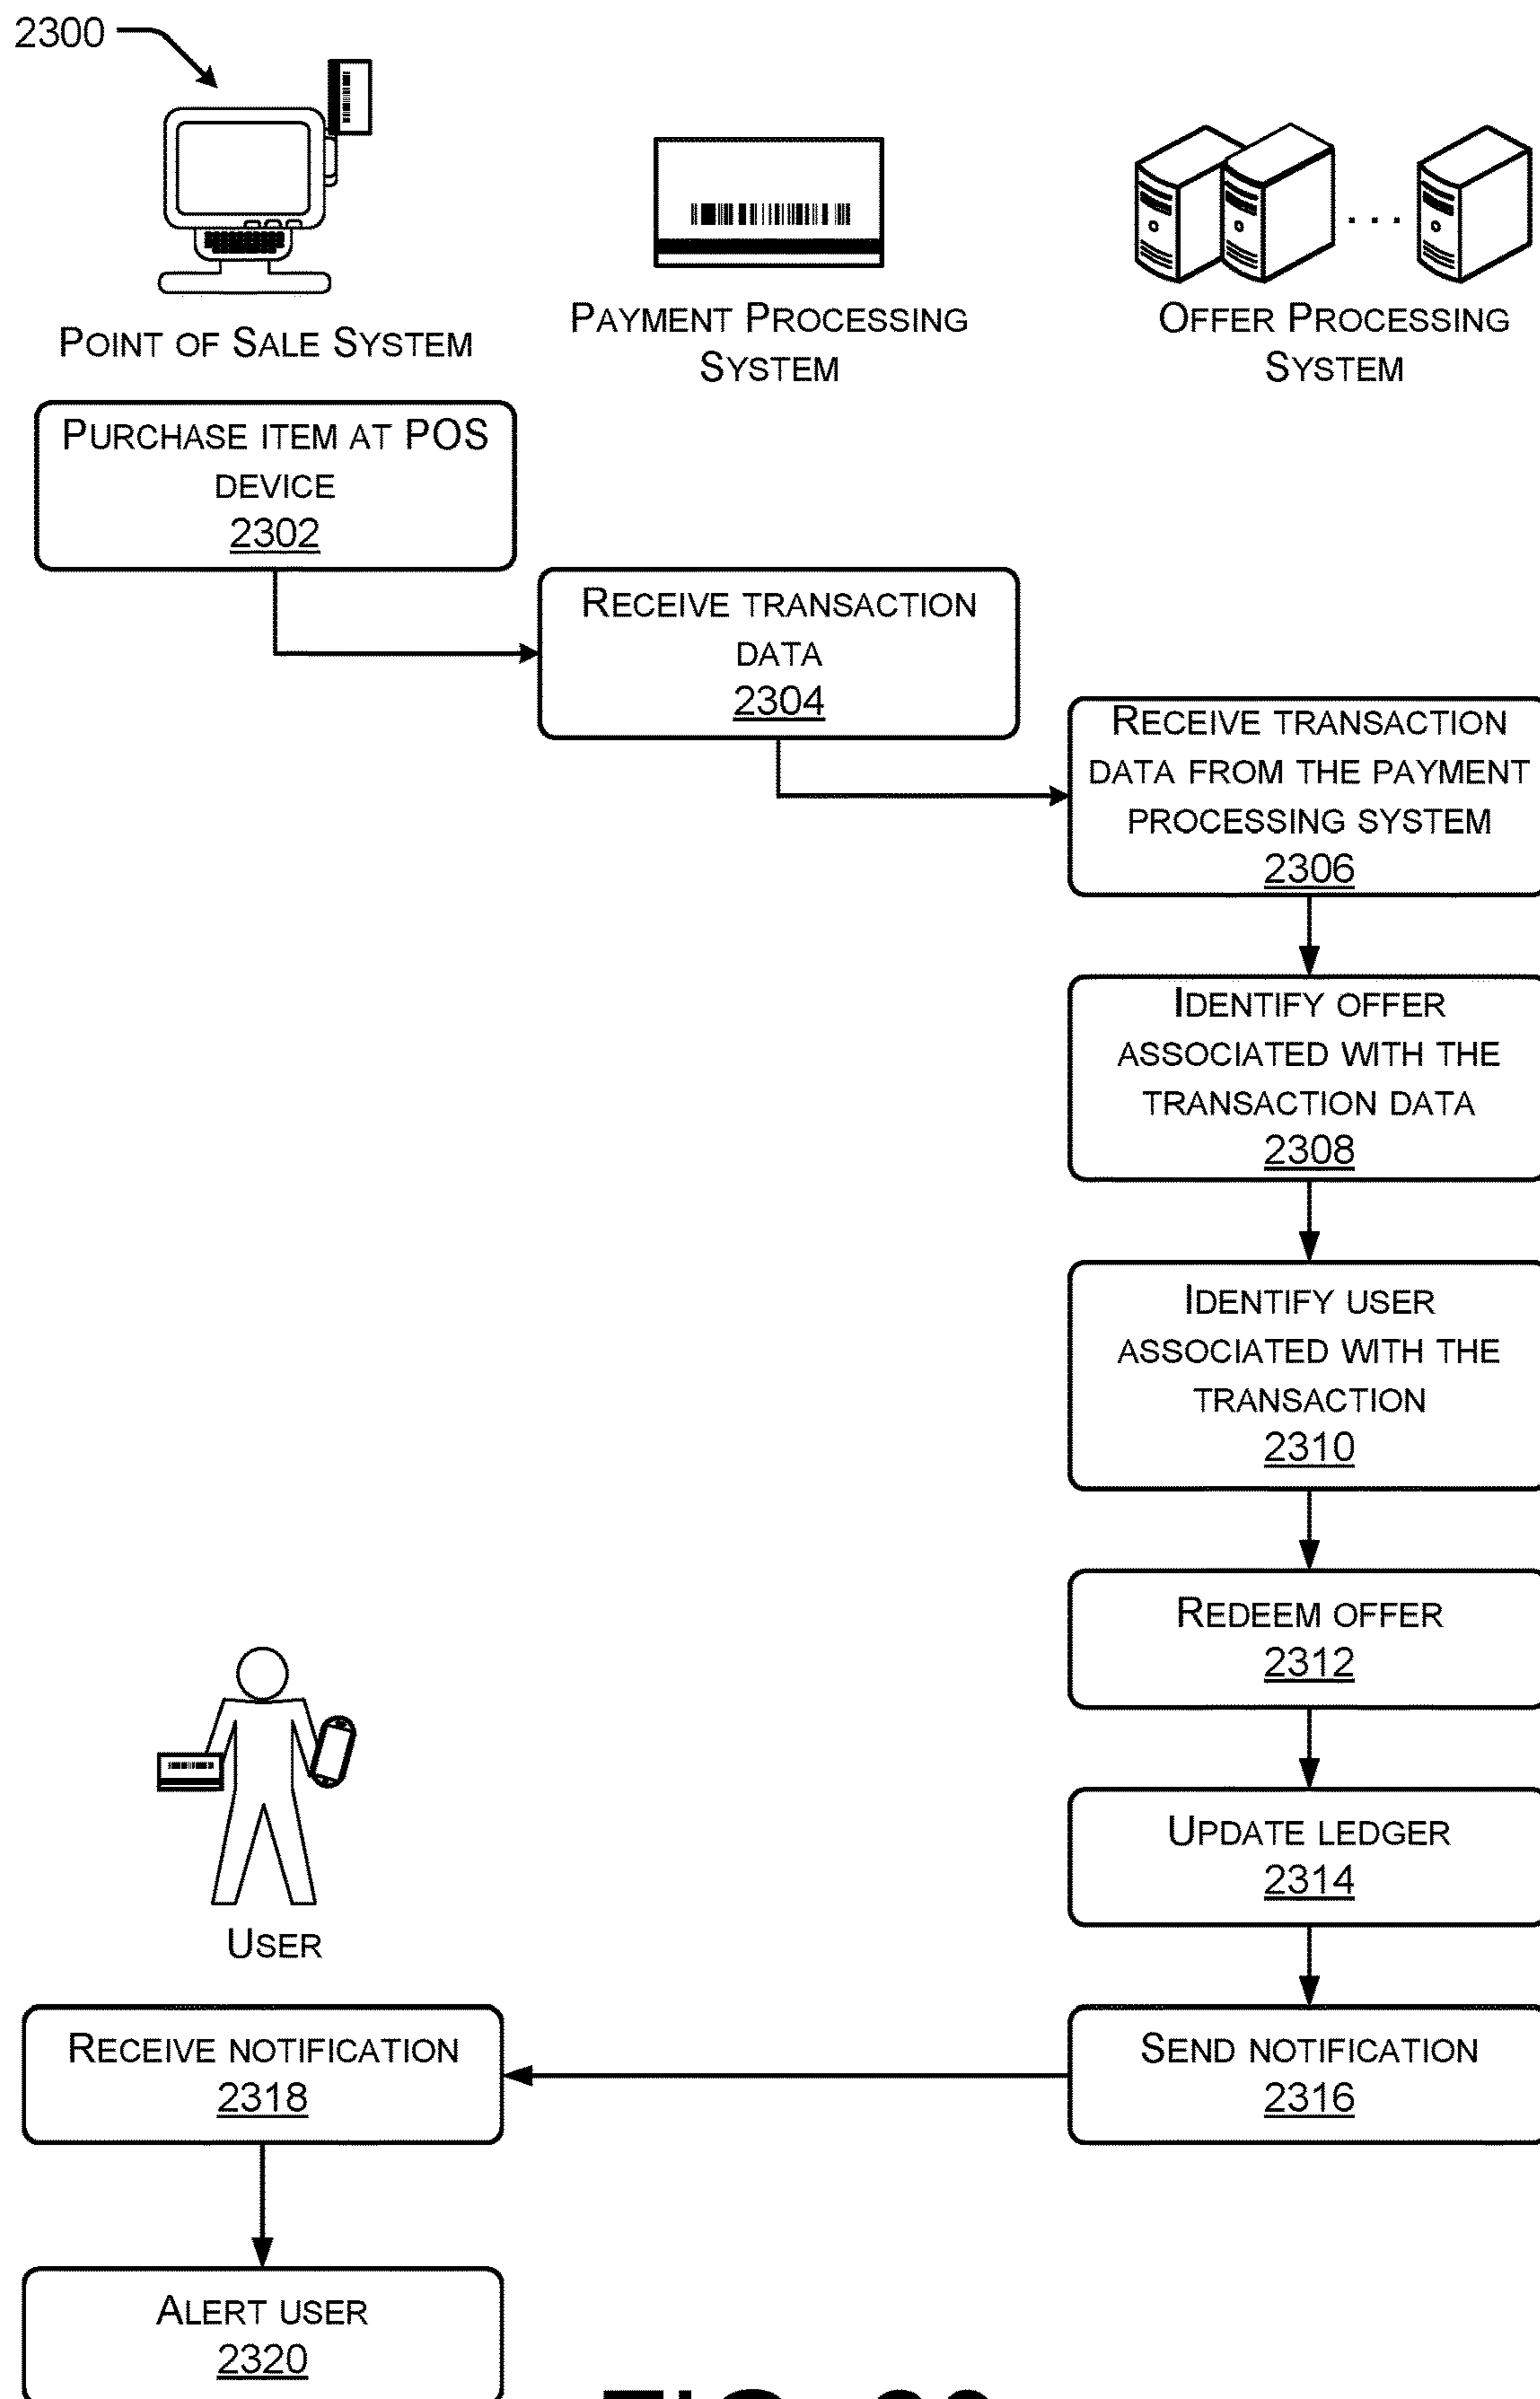 2300
POINT OF SALE SYSTEM
PAYMENT PROCESSING
SYSTEM
OFFER PROCESSING
SYSTEM
PURCHASE ITEM AT POS
DEVICE
2302
RECEIVE TRANSACTION
DATA
2304
RECEIVE TRANSACTION
DATA FROM THE PAYMENT
PROCESSING SYSTEM
2306
IDENTIFY OFFER
ASSOCIATED WITH THE
TRANSACTION DATA
2308
IDENTIFY USER
ASSOCIATED WITH THE
TRANSACTION
2310
REDEEM OFFER
2312
UPDATE LEDGER
2314
USER
SEND NOTIFICATION
2316
RECEIVE NOTIFICATION
2318
ALERT USER
2320